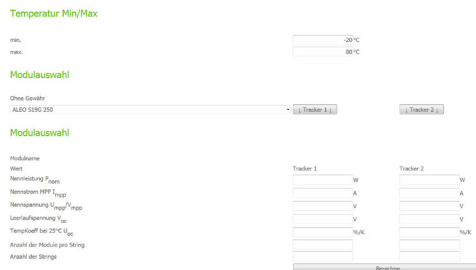 Temperatur Min/Max
min. -20 °C
max. 80 °C
Modulauswahl
Ohne Gewähr
ALEO S19G 250 ↓ Tracker 1 ↓ ↓ Tracker 2 ↓
Modulauswahl
Modulname
Wert Tracker 1 Tracker 2
Nennleistung Pnom W W
Nennstrom MPP Impp A A
Nennspannung Umpp/Vmpp V V
Leerlaufspannung Voc V V
TempKoeff bei 25°C Uoc %/K %/K
Anzahl der Module pro String
Anzahl der Strings
Berechne